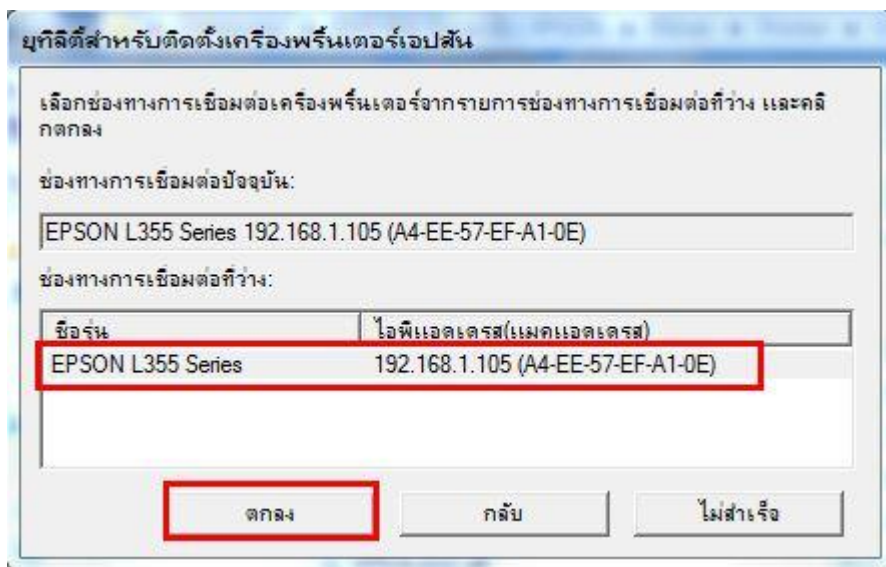 ยูทิลิตี้สำหรับติดตั้งเครื่องพริ้นเตอร์เอปสัน
เลือกช่องทางการเชื่อมต่อเครื่องพริ้นเตอร์จากรายการช่องทางการเชื่อมต่อที่ว่าง และคลิ
กตกลง
ช่องทางการเชื่อมต่อปัจจุบัน:
EPSON L355 Series 192.168.1.105 (A4-EE-57-EF-A1-0E)
ช่องทางการเชื่อมต่อที่ว่าง:
ชื่อรุ่น ไอพีแอดเดรส(แมคแอดเดรส)
EPSON L355 Series 192.168.1.105 (A4-EE-57-EF-A1-0E)
ตกลง กลับ ไม่สำเร็จ